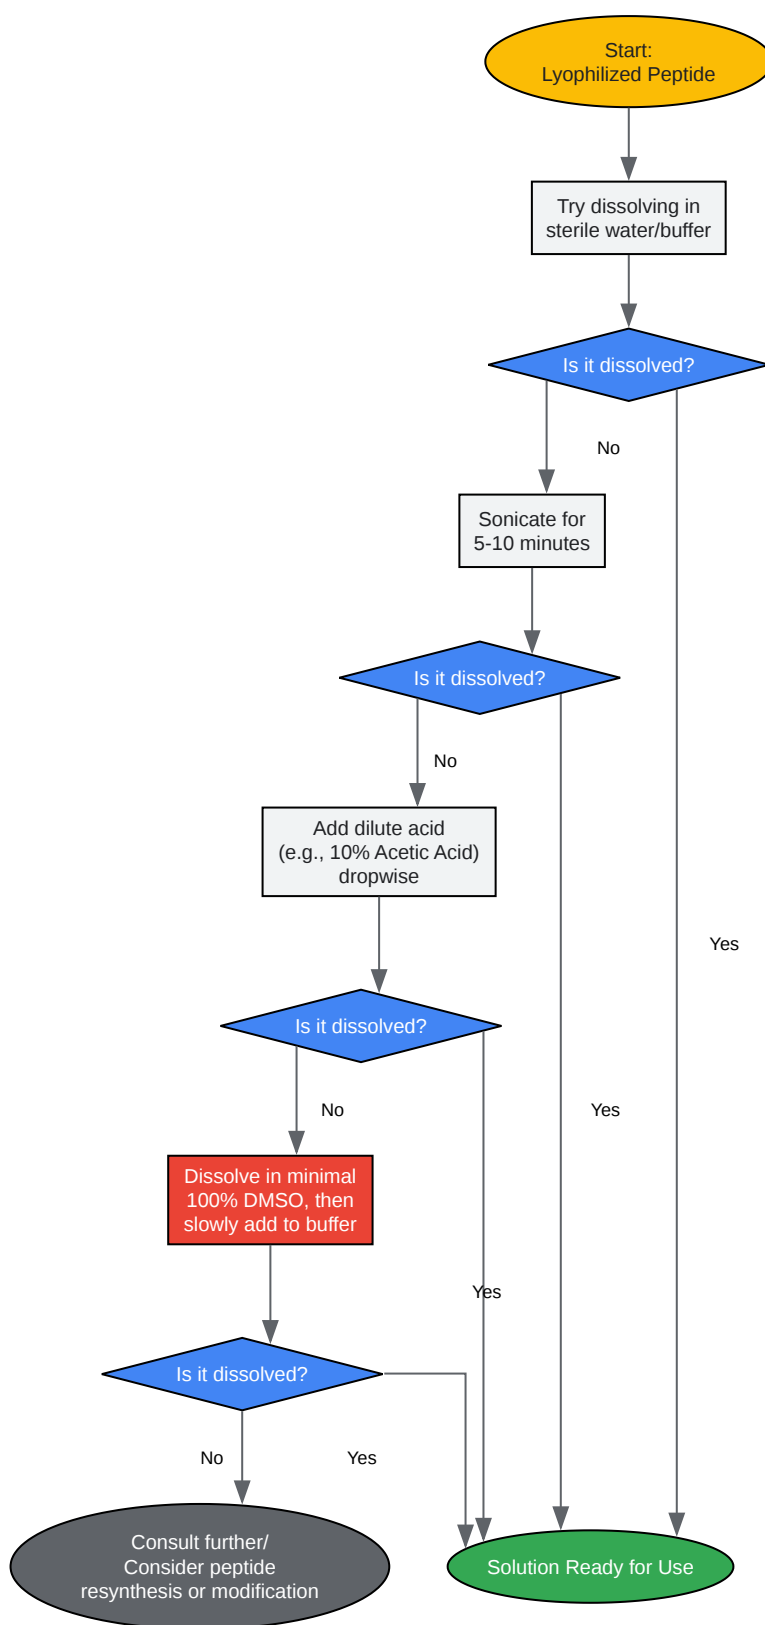 Start:
Lyophilized Peptide
Try dissolving in
sterile water/buffer
Is it dissolved?
No
Sonicate for
5-10 minutes
Is it dissolved?
No
Add dilute acid
(e.g., 10% Acetic Acid)
dropwise
Yes
Is it dissolved?
No
Yes
Dissolve in minimal
100% DMSO, then
slowly add to buffer
Yes
Is it dissolved?
No
Yes
Consult further/
Consider peptide
resynthesis or modification
Solution Ready for Use